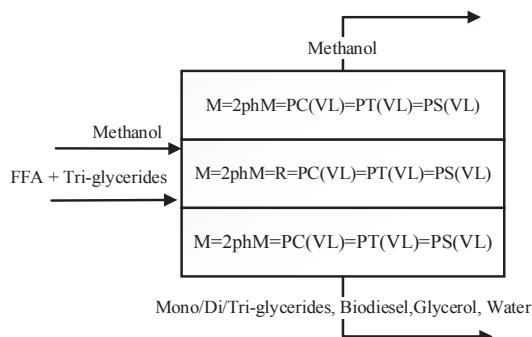 Methanol
M=2phM=PC(VL)=PT(VL)=PS(VL)
Methanol
FFA + Tri-glycerides
M=2phM=R=PC(VL)=PT(VL)=PS(VL)
M=2phM=PC(VL)=PT(VL)=PS(VL)
Mono/Di/Tri-glycerides, Biodiesel,Glycerol, Water